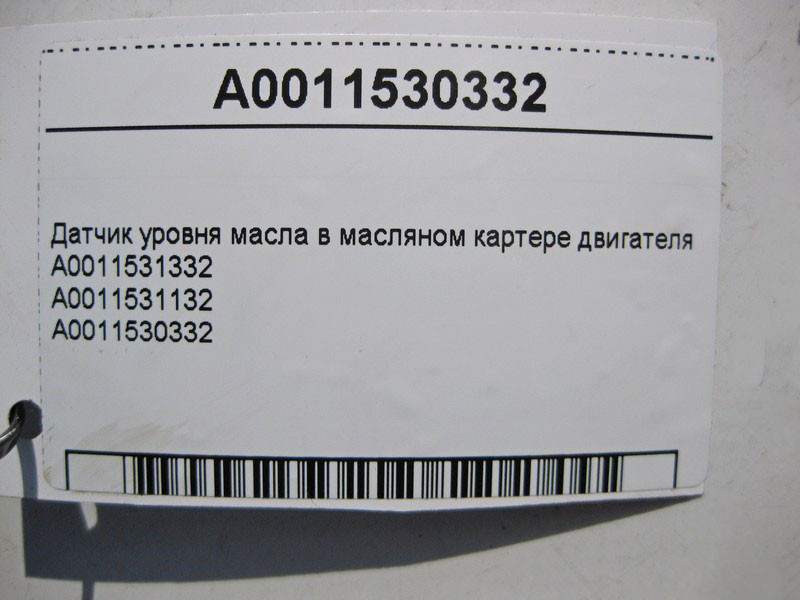 A0011530332
Датчик уровня масла в масляном картере двигателя
A0011531332
A0011531132
A0011530332